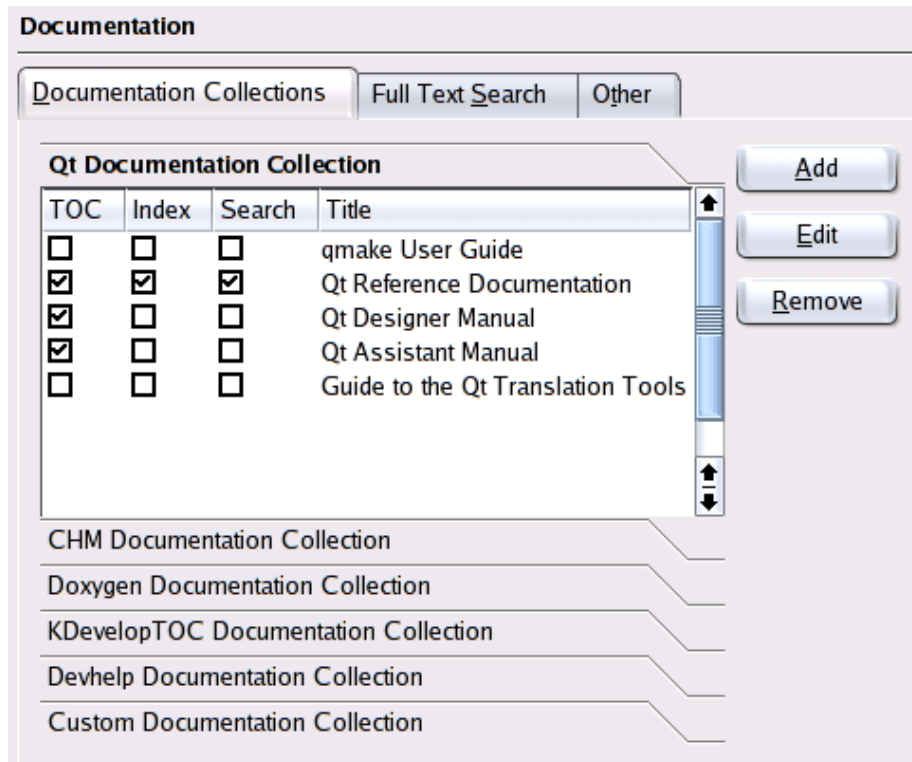 Documentation
Documentation Collections Full Text Search Other
Qt Documentation Collection
Add
TOC Index Search Title
Edit
qmake User Guide
Qt Reference Documentation
Remove
Qt Designer Manual
Qt Assistant Manual
Guide to the Qt Translation Tools
CHM Documentation Collection
Doxygen Documentation Collection
KDevelopTOC Documentation Collection
Devhelp Documentation Collection
Custom Documentation Collection